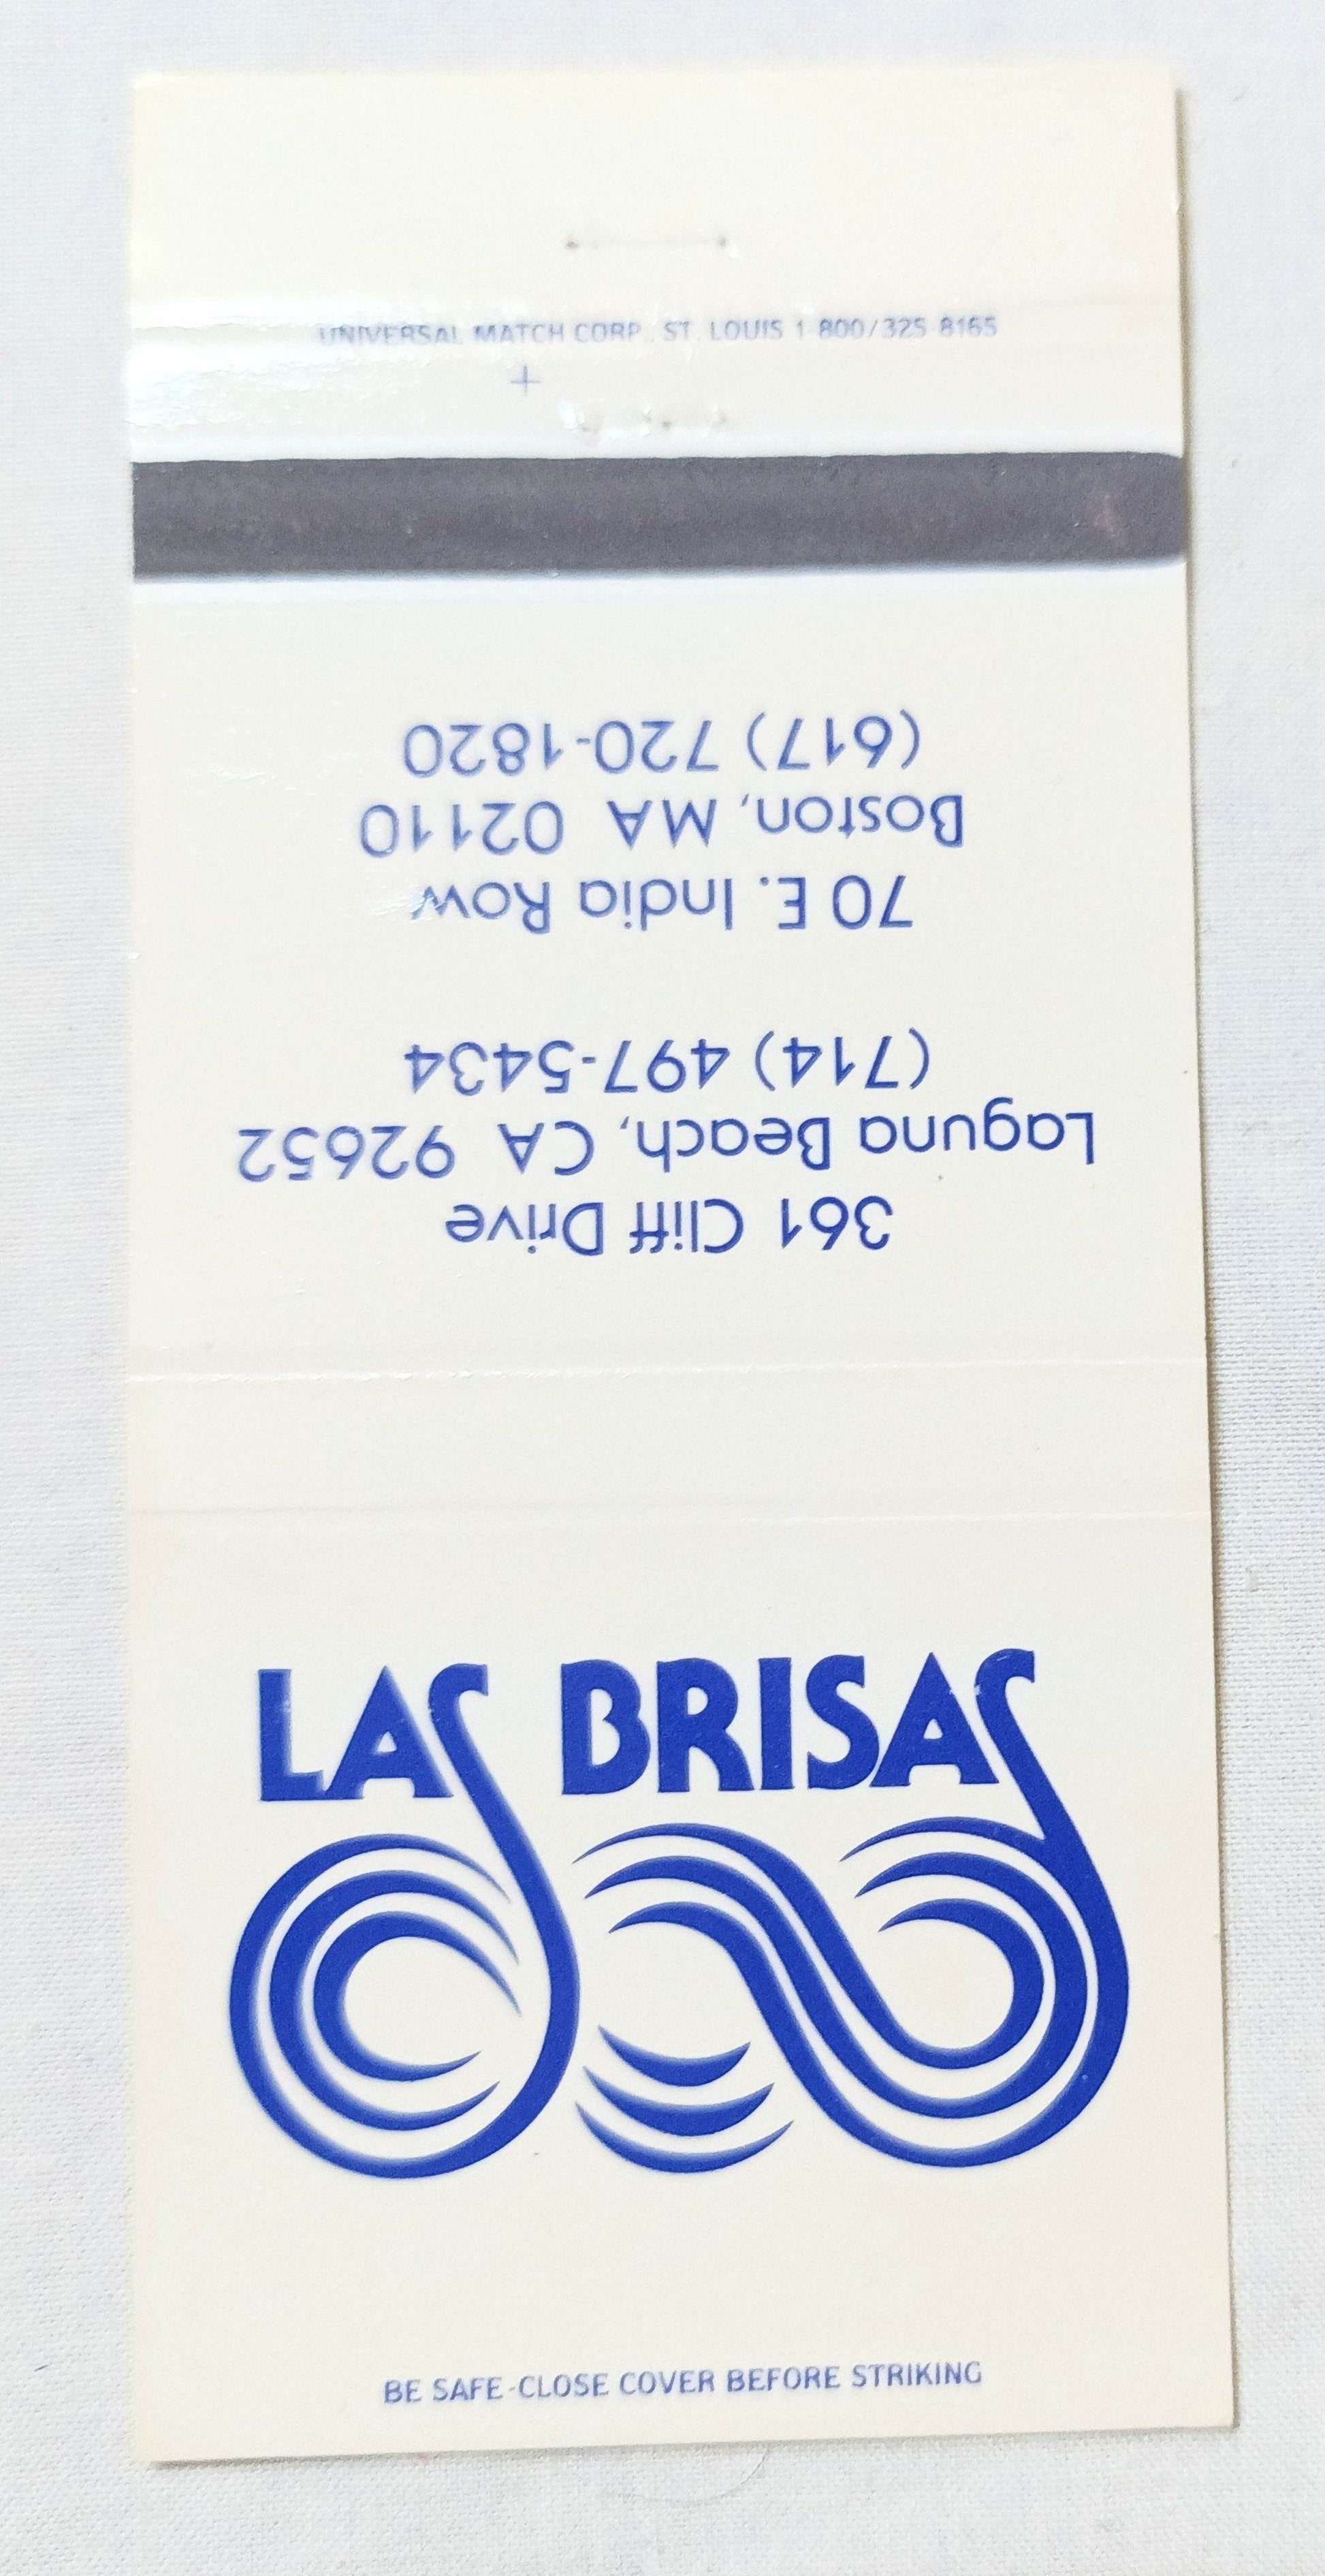 UNIVERSAL MATCH CORP., ST. LOUIS 1-800/325-8165
361 Cliff Drive
Laguna Beach, CA 92652
(714) 497-5434
70 E. India Row
Boston, MA 02110
(617) 720-1820
LAS BRISAS
BE SAFE-CLOSE COVER BEFORE STRIKING